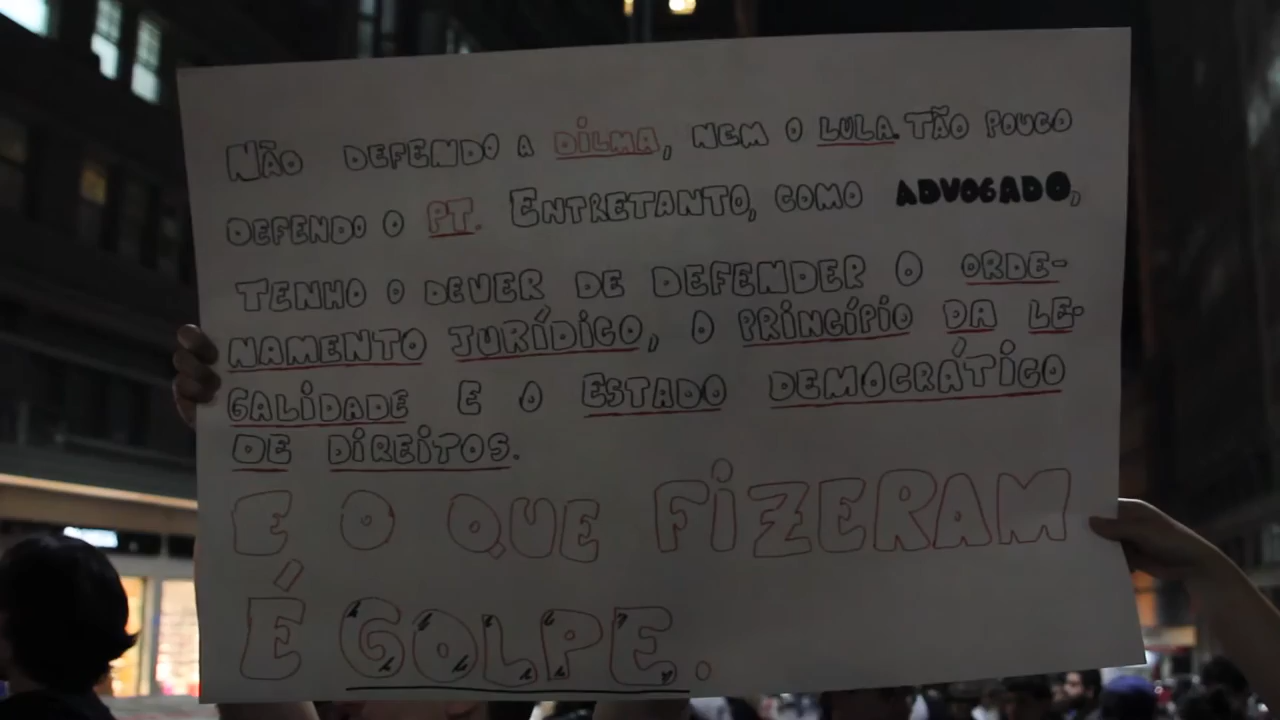 NÃO DEFENDO A DILMA, NEM O LULA. TÃO POUCO
DEFENDO O PT. ENTRETANTO, COMO ADVOGADO,
TENHO O DEVER DE DEFENDER O ORDE-
NAMENTO JURÍDICO, O PRINCÍPIO DA LE-
GALIDADE E O ESTADO DEMOCRÁTICO
DE DIREITOS.
E O QUE FIZERAM
É GOLPE.